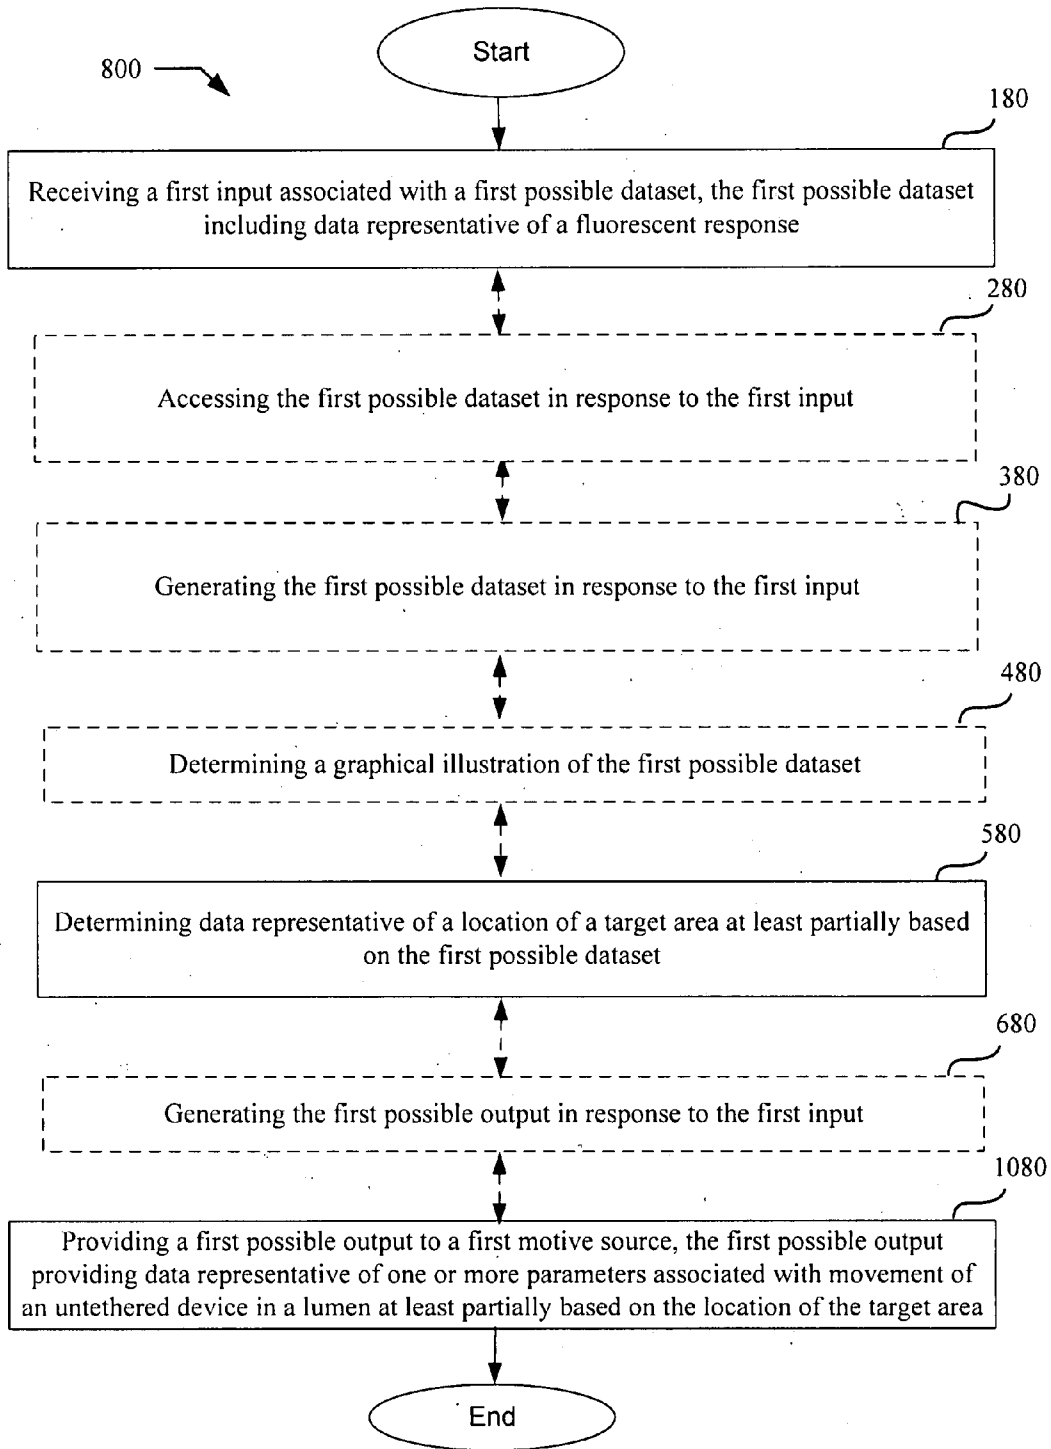 Start
800
180
Receiving a first input associated with a first possible dataset, the first possible dataset
including data representative of a fluorescent response
280
Accessing the first possible dataset in response to the first input
380
Generating the first possible dataset in response to the first input
480
Determining a graphical illustration of the first possible dataset
580
Determining data representative of a location of a target area at least partially based
on the first possible dataset
680
Generating the first possible output in response to the first input
1080
Providing a first possible output to a first motive source, the first possible output
providing data representative of one or more parameters associated with movement of
an untethered device in a lumen at least partially based on the location of the target area
End